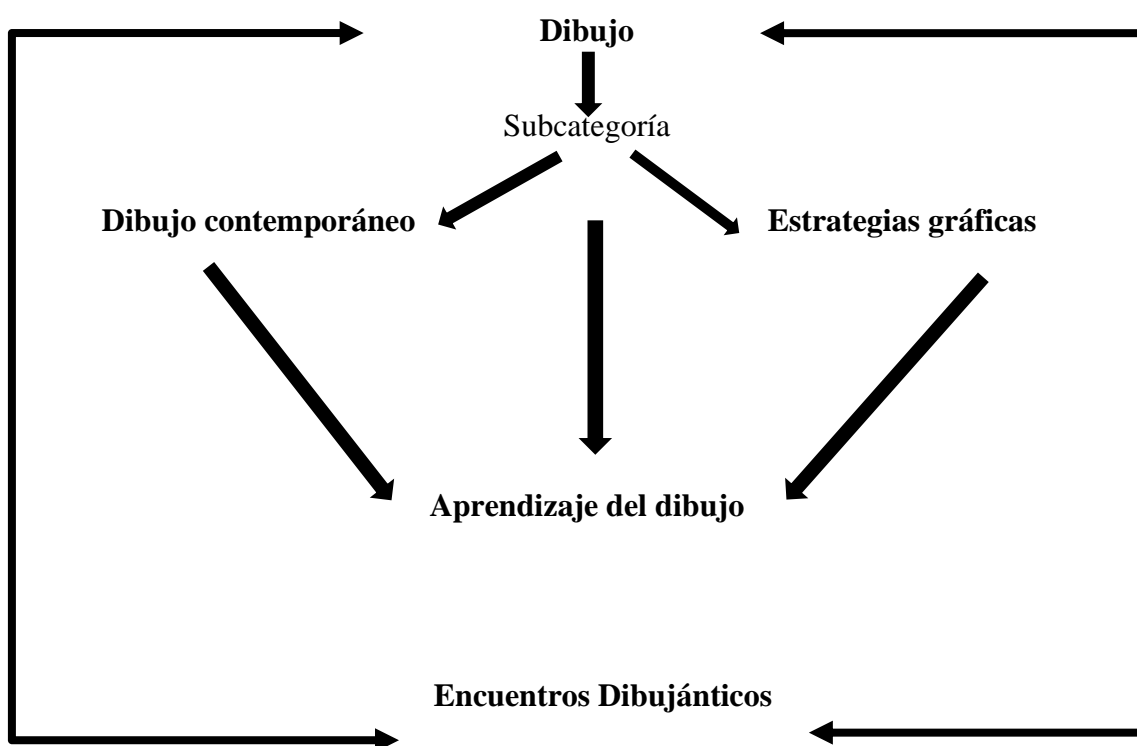 Dibujo
Subcategoría
Dibujo contemporáneo
Estrategias gráficas
Aprendizaje del dibujo
Encuentros Dibujánticos